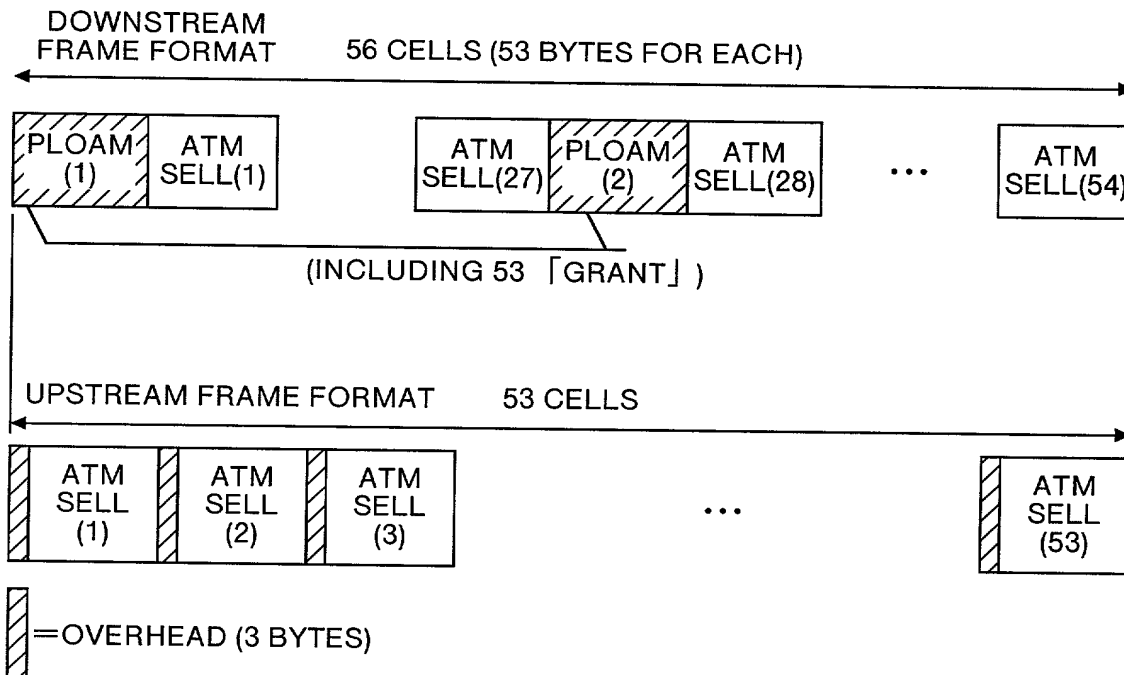 DOWNSTREAM
FRAME FORMAT
56 CELLS (53 BYTES FOR EACH)
PLOAM
(1)
ATM
SELL(1)
ATM
SELL(27)
PLOAM
(2)
ATM
SELL(28)
•••
ATM
SELL(54)
(INCLUDING 53 「GRANT」)
UPSTREAM FRAME FORMAT
53 CELLS
ATM
SELL
(1)
ATM
SELL
(2)
ATM
SELL
(3)
•••
ATM
SELL
(53)
=OVERHEAD (3 BYTES)